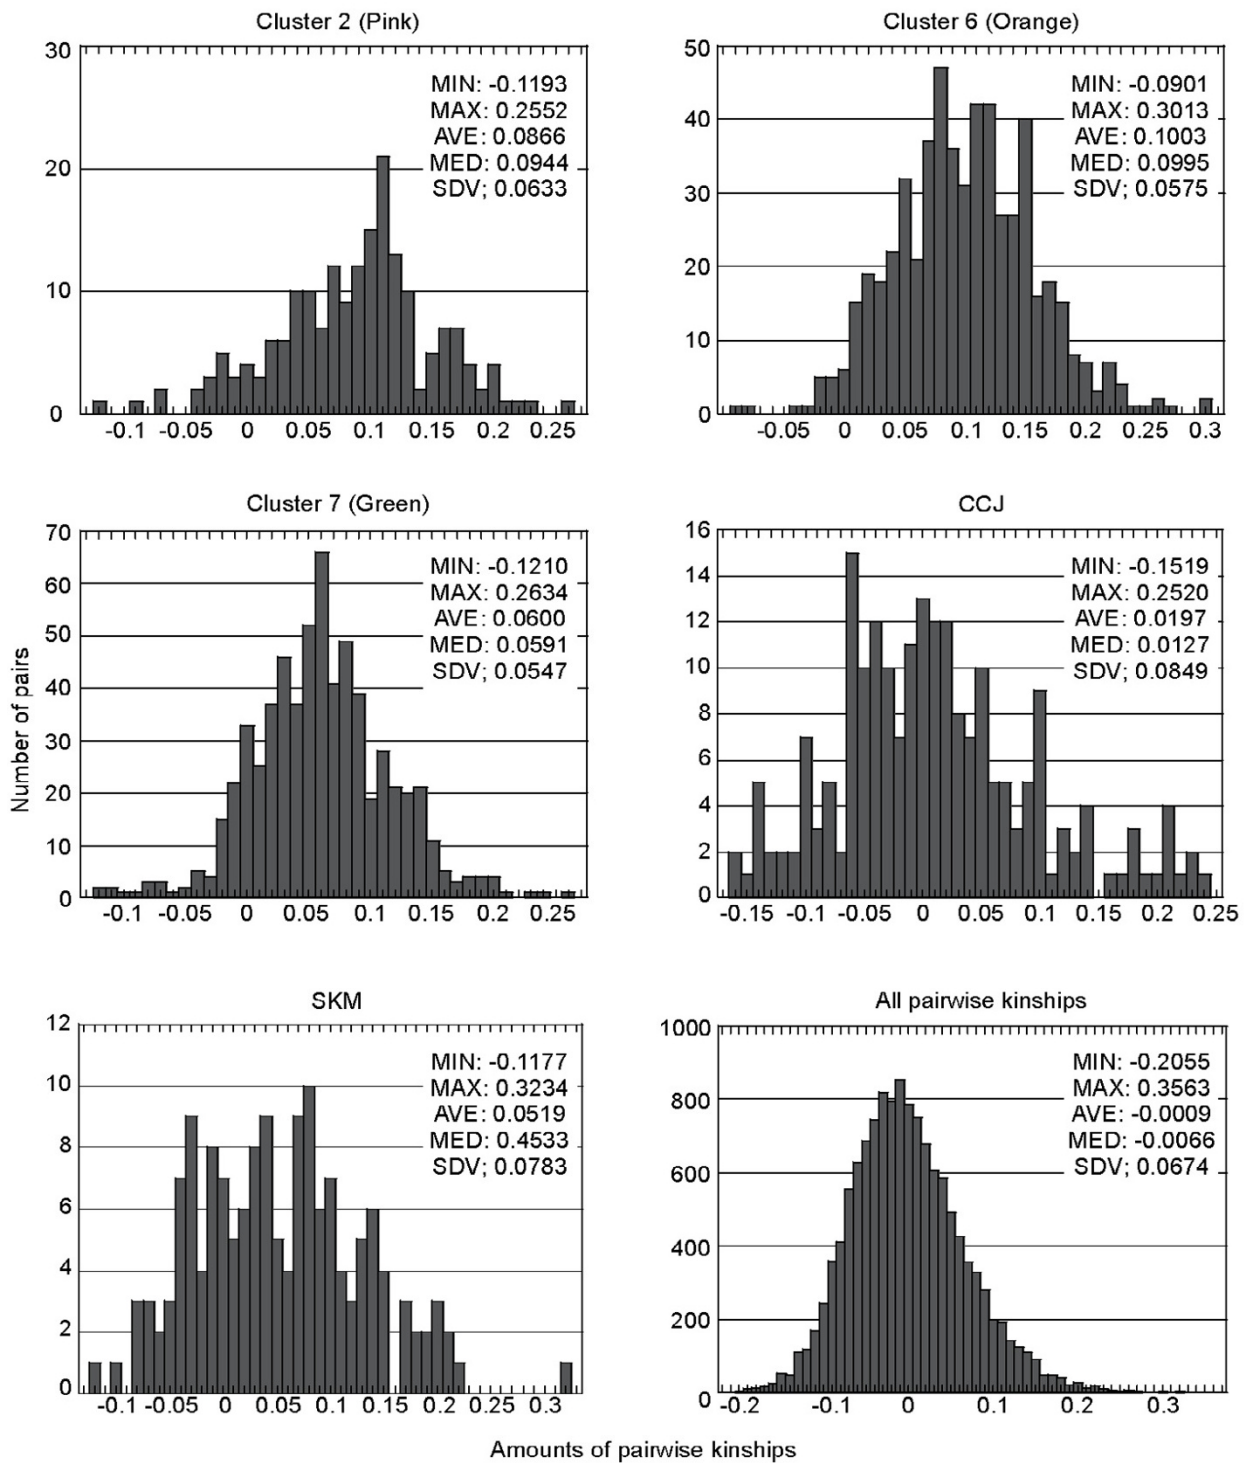 Cluster 2 (Pink)
30
20
10
0
MIN: -0.1193
MAX: 0.2552
AVE: 0.0866
MED: 0.0944
SDV; 0.0633
-0.1 -0.05 0 0.05 0.1 0.15 0.2 0.25
Cluster 6 (Orange)
50
40
30
20
10
0
MIN: -0.0901
MAX: 0.3013
AVE: 0.1003
MED: 0.0995
SDV; 0.0575
-0.05 0 0.05 0.1 0.15 0.2 0.25 0.3
Number of pairs
Cluster 7 (Green)
70
60
50
40
30
20
10
0
MIN: -0.1210
MAX: 0.2634
AVE: 0.0600
MED: 0.0591
SDV; 0.0547
-0.1 -0.05 0 0.05 0.1 0.15 0.2 0.25
CCJ
16
14
12
10
8
6
4
2
0
MIN: -0.1519
MAX: 0.2520
AVE: 0.0197
MED: 0.0127
SDV; 0.0849
-0.15 -0.1 -0.05 0 0.05 0.1 0.15 0.2 0.25
SKM
12
10
8
6
4
2
0
MIN: -0.1177
MAX: 0.3234
AVE: 0.0519
MED: 0.4533
SDV; 0.0783
-0.1 -0.05 0 0.05 0.1 0.15 0.2 0.25 0.3
All pairwise kinships
1000
800
600
400
200
0
MIN: -0.2055
MAX: 0.3563
AVE: -0.0009
MED: -0.0066
SDV; 0.0674
-0.2 -0.1 0 0.1 0.2 0.3
Amounts of pairwise kinships